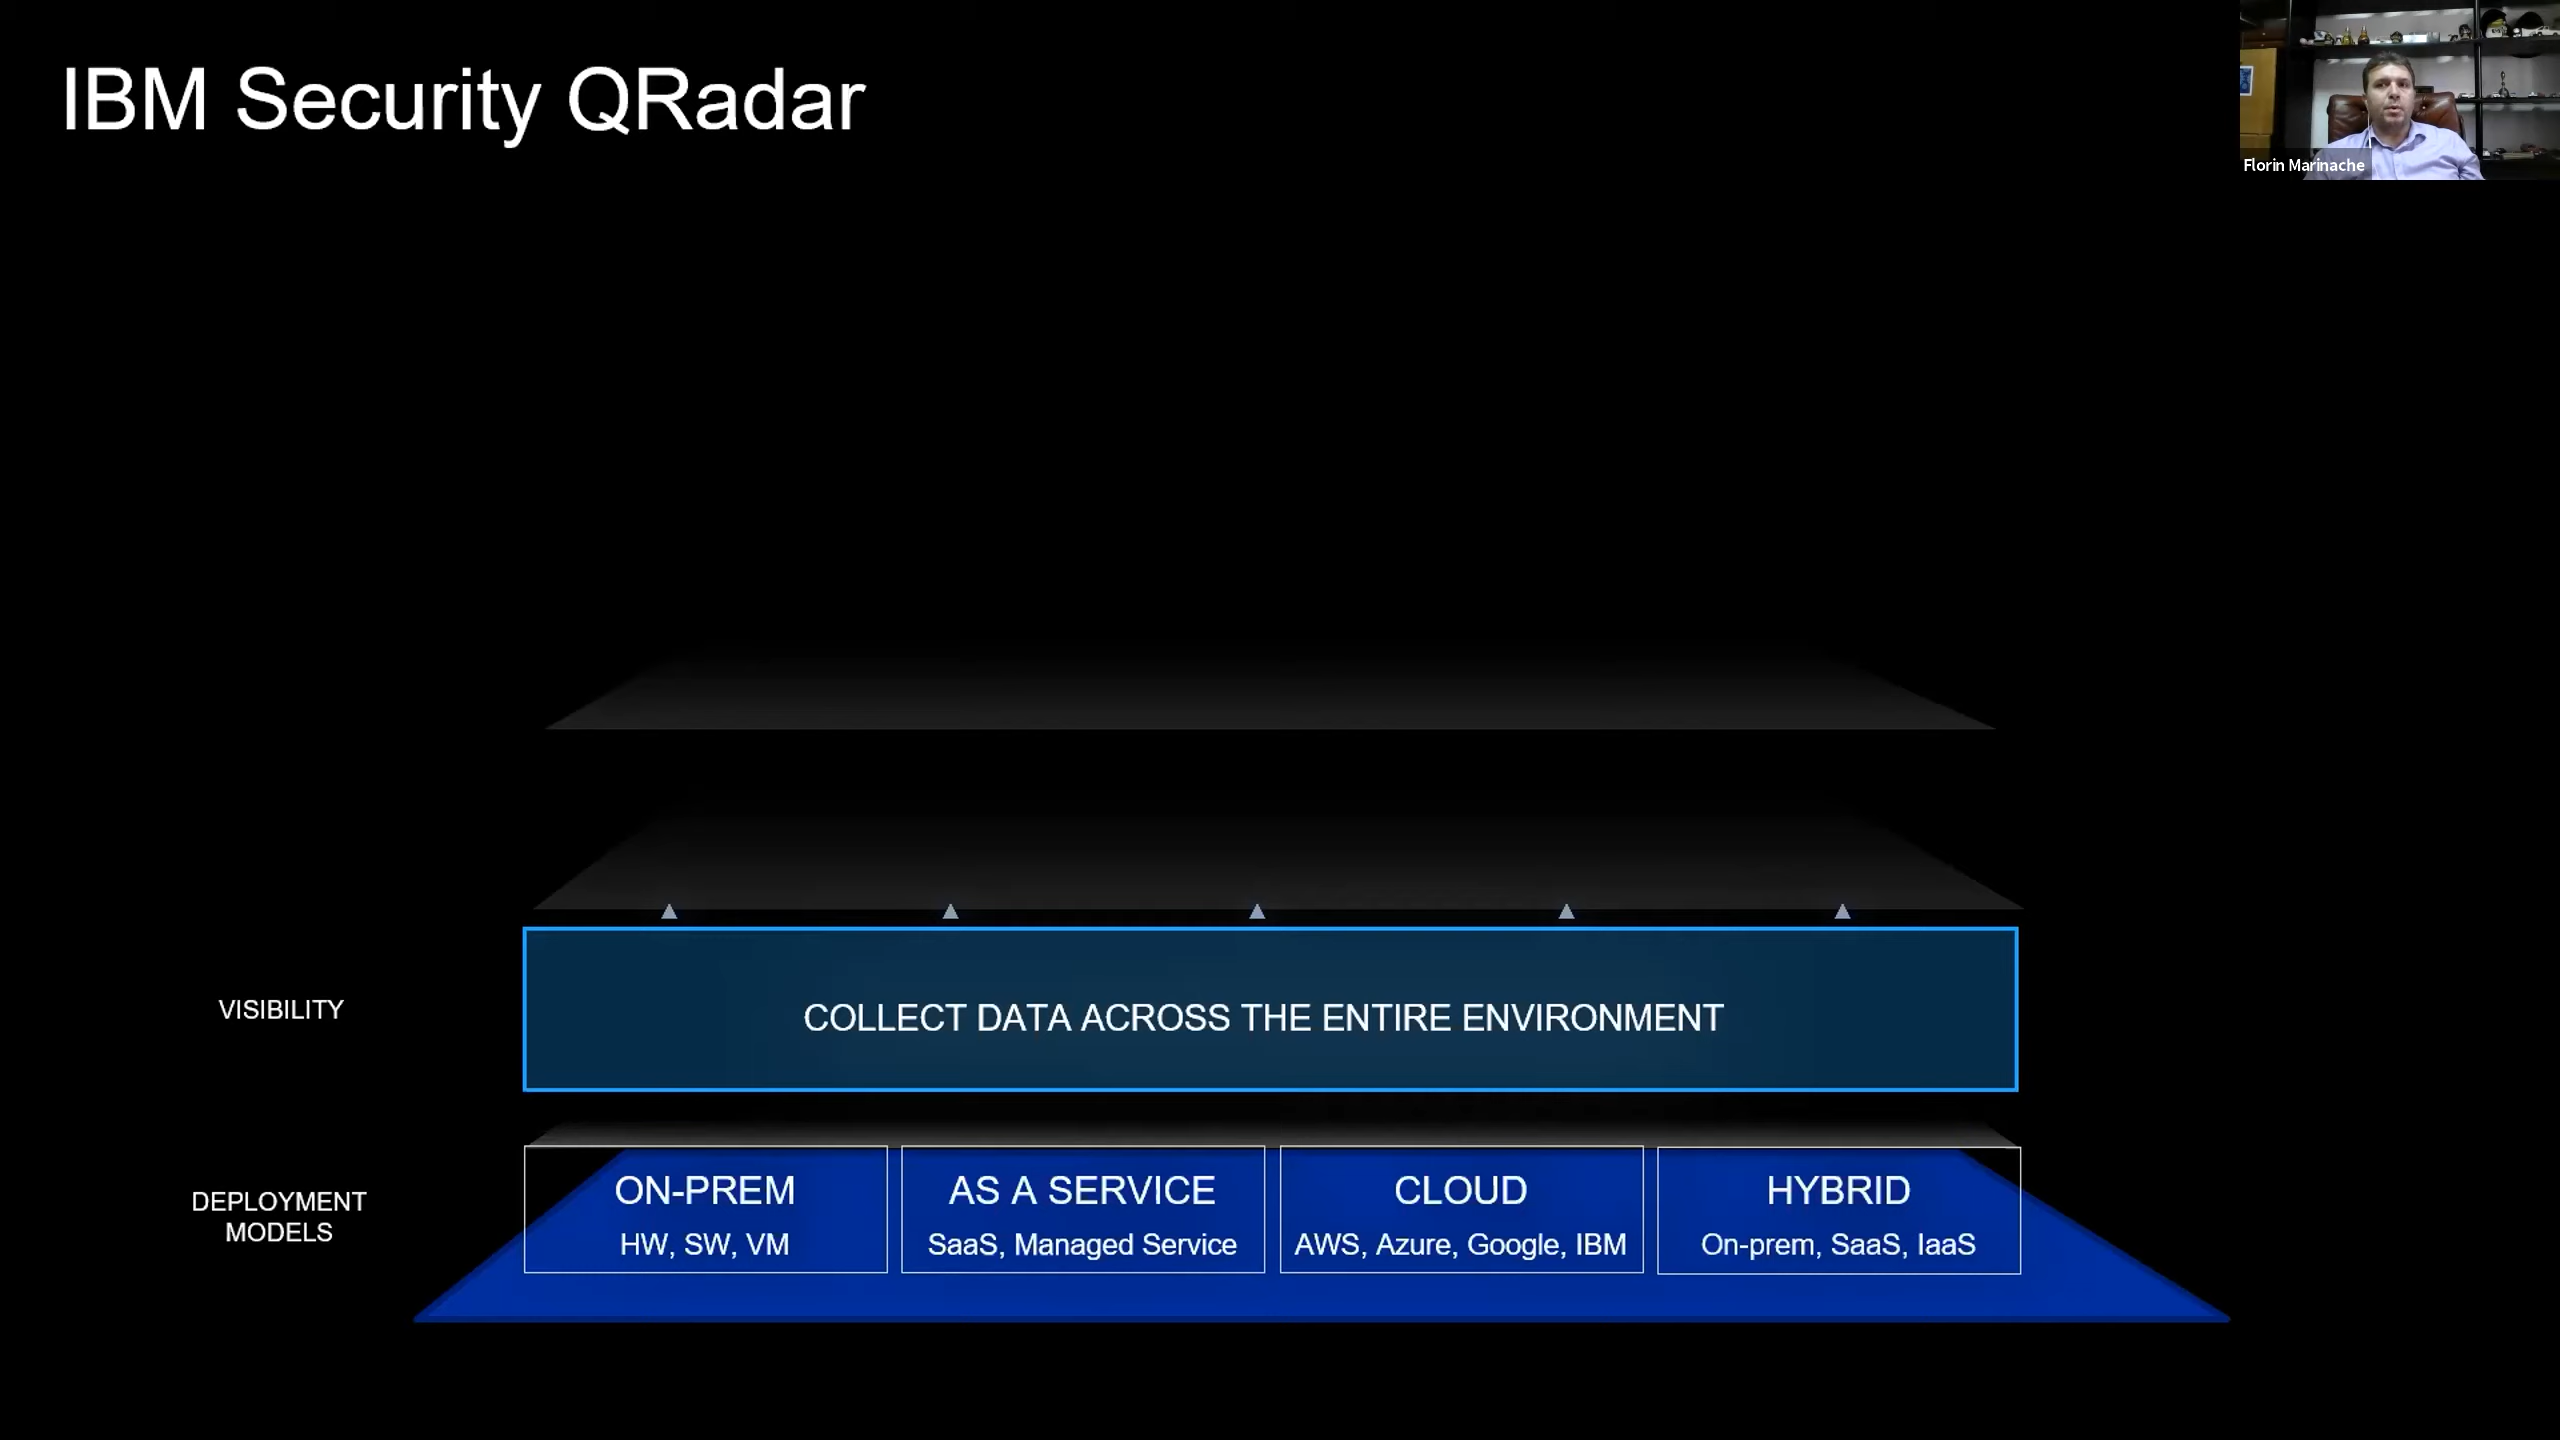 IBM Security QRadar
Florin Marinache
VISIBILITY
COLLECT DATA ACROSS THE ENTIRE ENVIRONMENT
DEPLOYMENT
MODELS
ON-PREM
HW, SW, VM
AS A SERVICE
SaaS, Managed Service
CLOUD
AWS, Azure, Google, IBM
HYBRID
On-prem, SaaS, IaaS